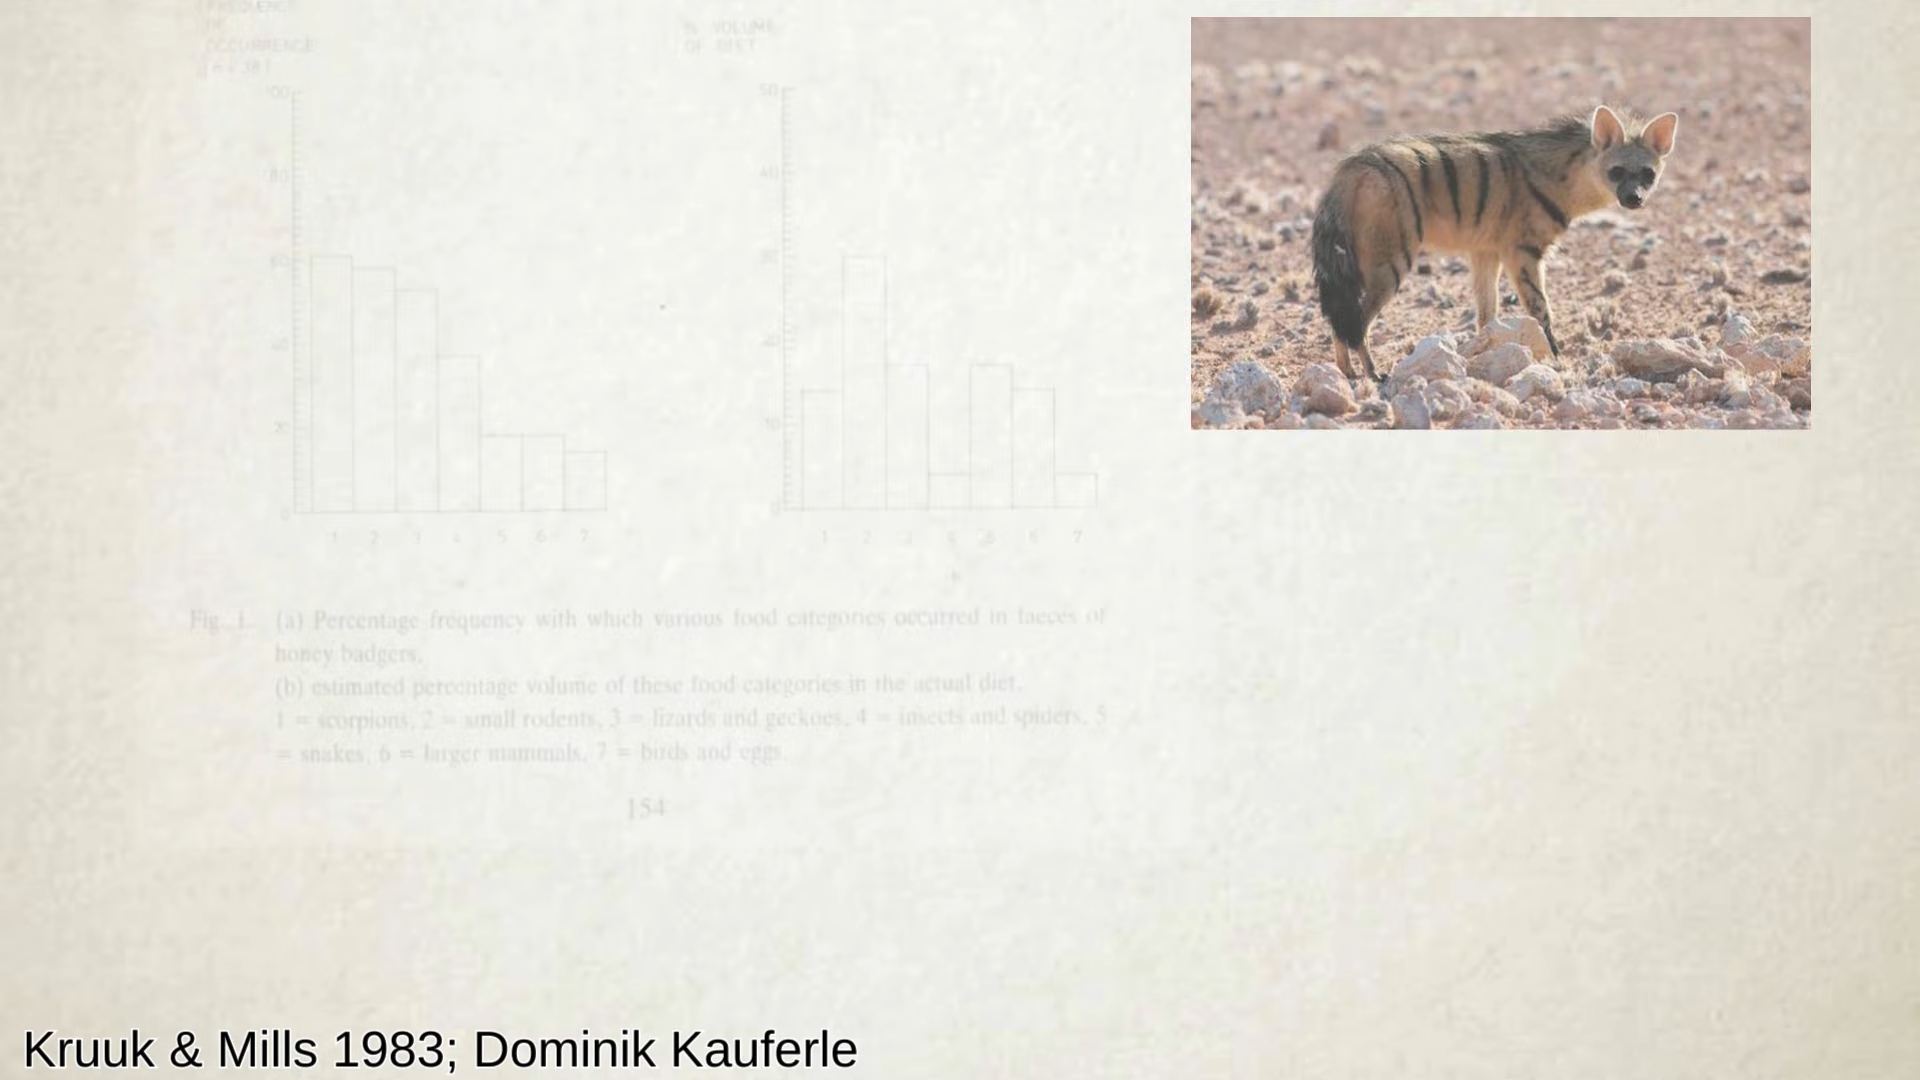 FREQUENCY
OF
OCCURRENCE
% VOLUME
OF DIET
100
80
60
40
20
0
1 2 3 4 5 6 7
50
40
30
20
10
0
1 2 3 4 5 6 7
Fig. 1. (a) Percentage frequency with which various food categories occurred in faeces of
honey badgers.
(b) estimated percentage volume of these food categories in the actual diet.
1 = scorpions, 2 = small rodents, 3 = lizards and geckoes, 4 = insects and spiders, 5
= snakes, 6 = larger mammals, 7 = birds and eggs.
154
Kruuk & Mills 1983; Dominik Kauferle